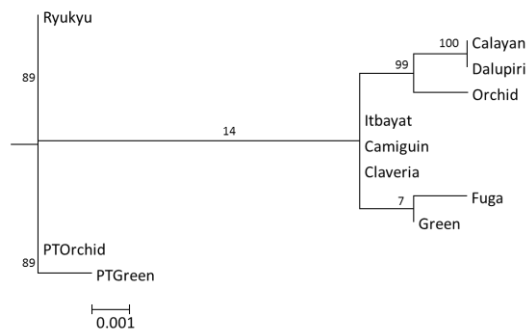 Ryukyu
100
Calayan
99
Dalupiri
89
Orchid
Itbayat
14
Camiguin
Claveria
7
Fuga
Green
PTOrchid
89
PTGreen
0.001